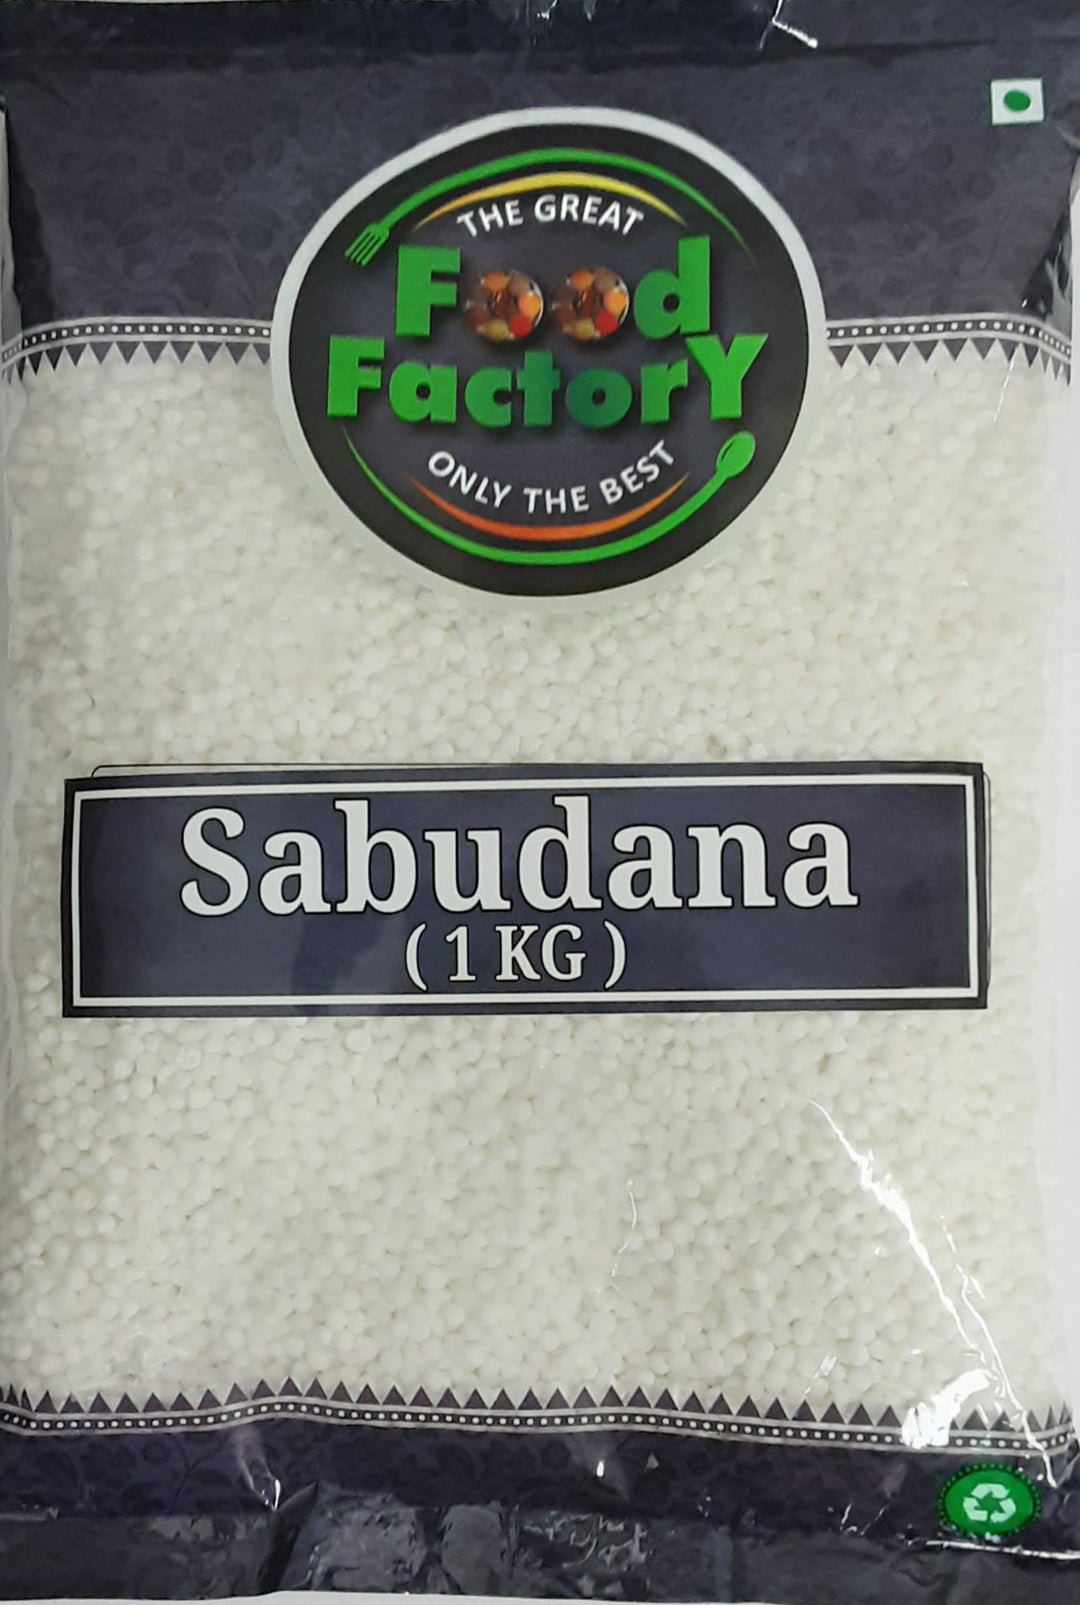 THE GREAT
Food
FactorY
ONLY THE BEST
Sabudana
( 1 KG )